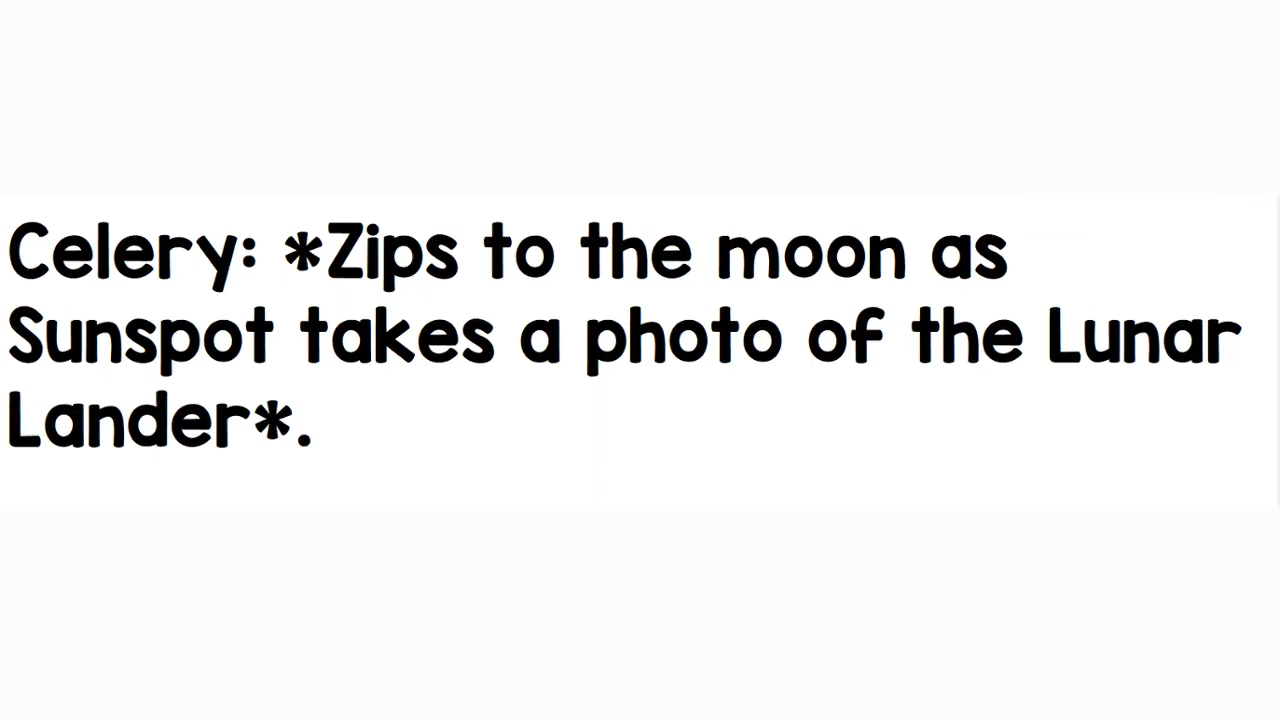 Celery: *Zips to the moon as
Sunspot takes a photo of the Lunar
Lander*.